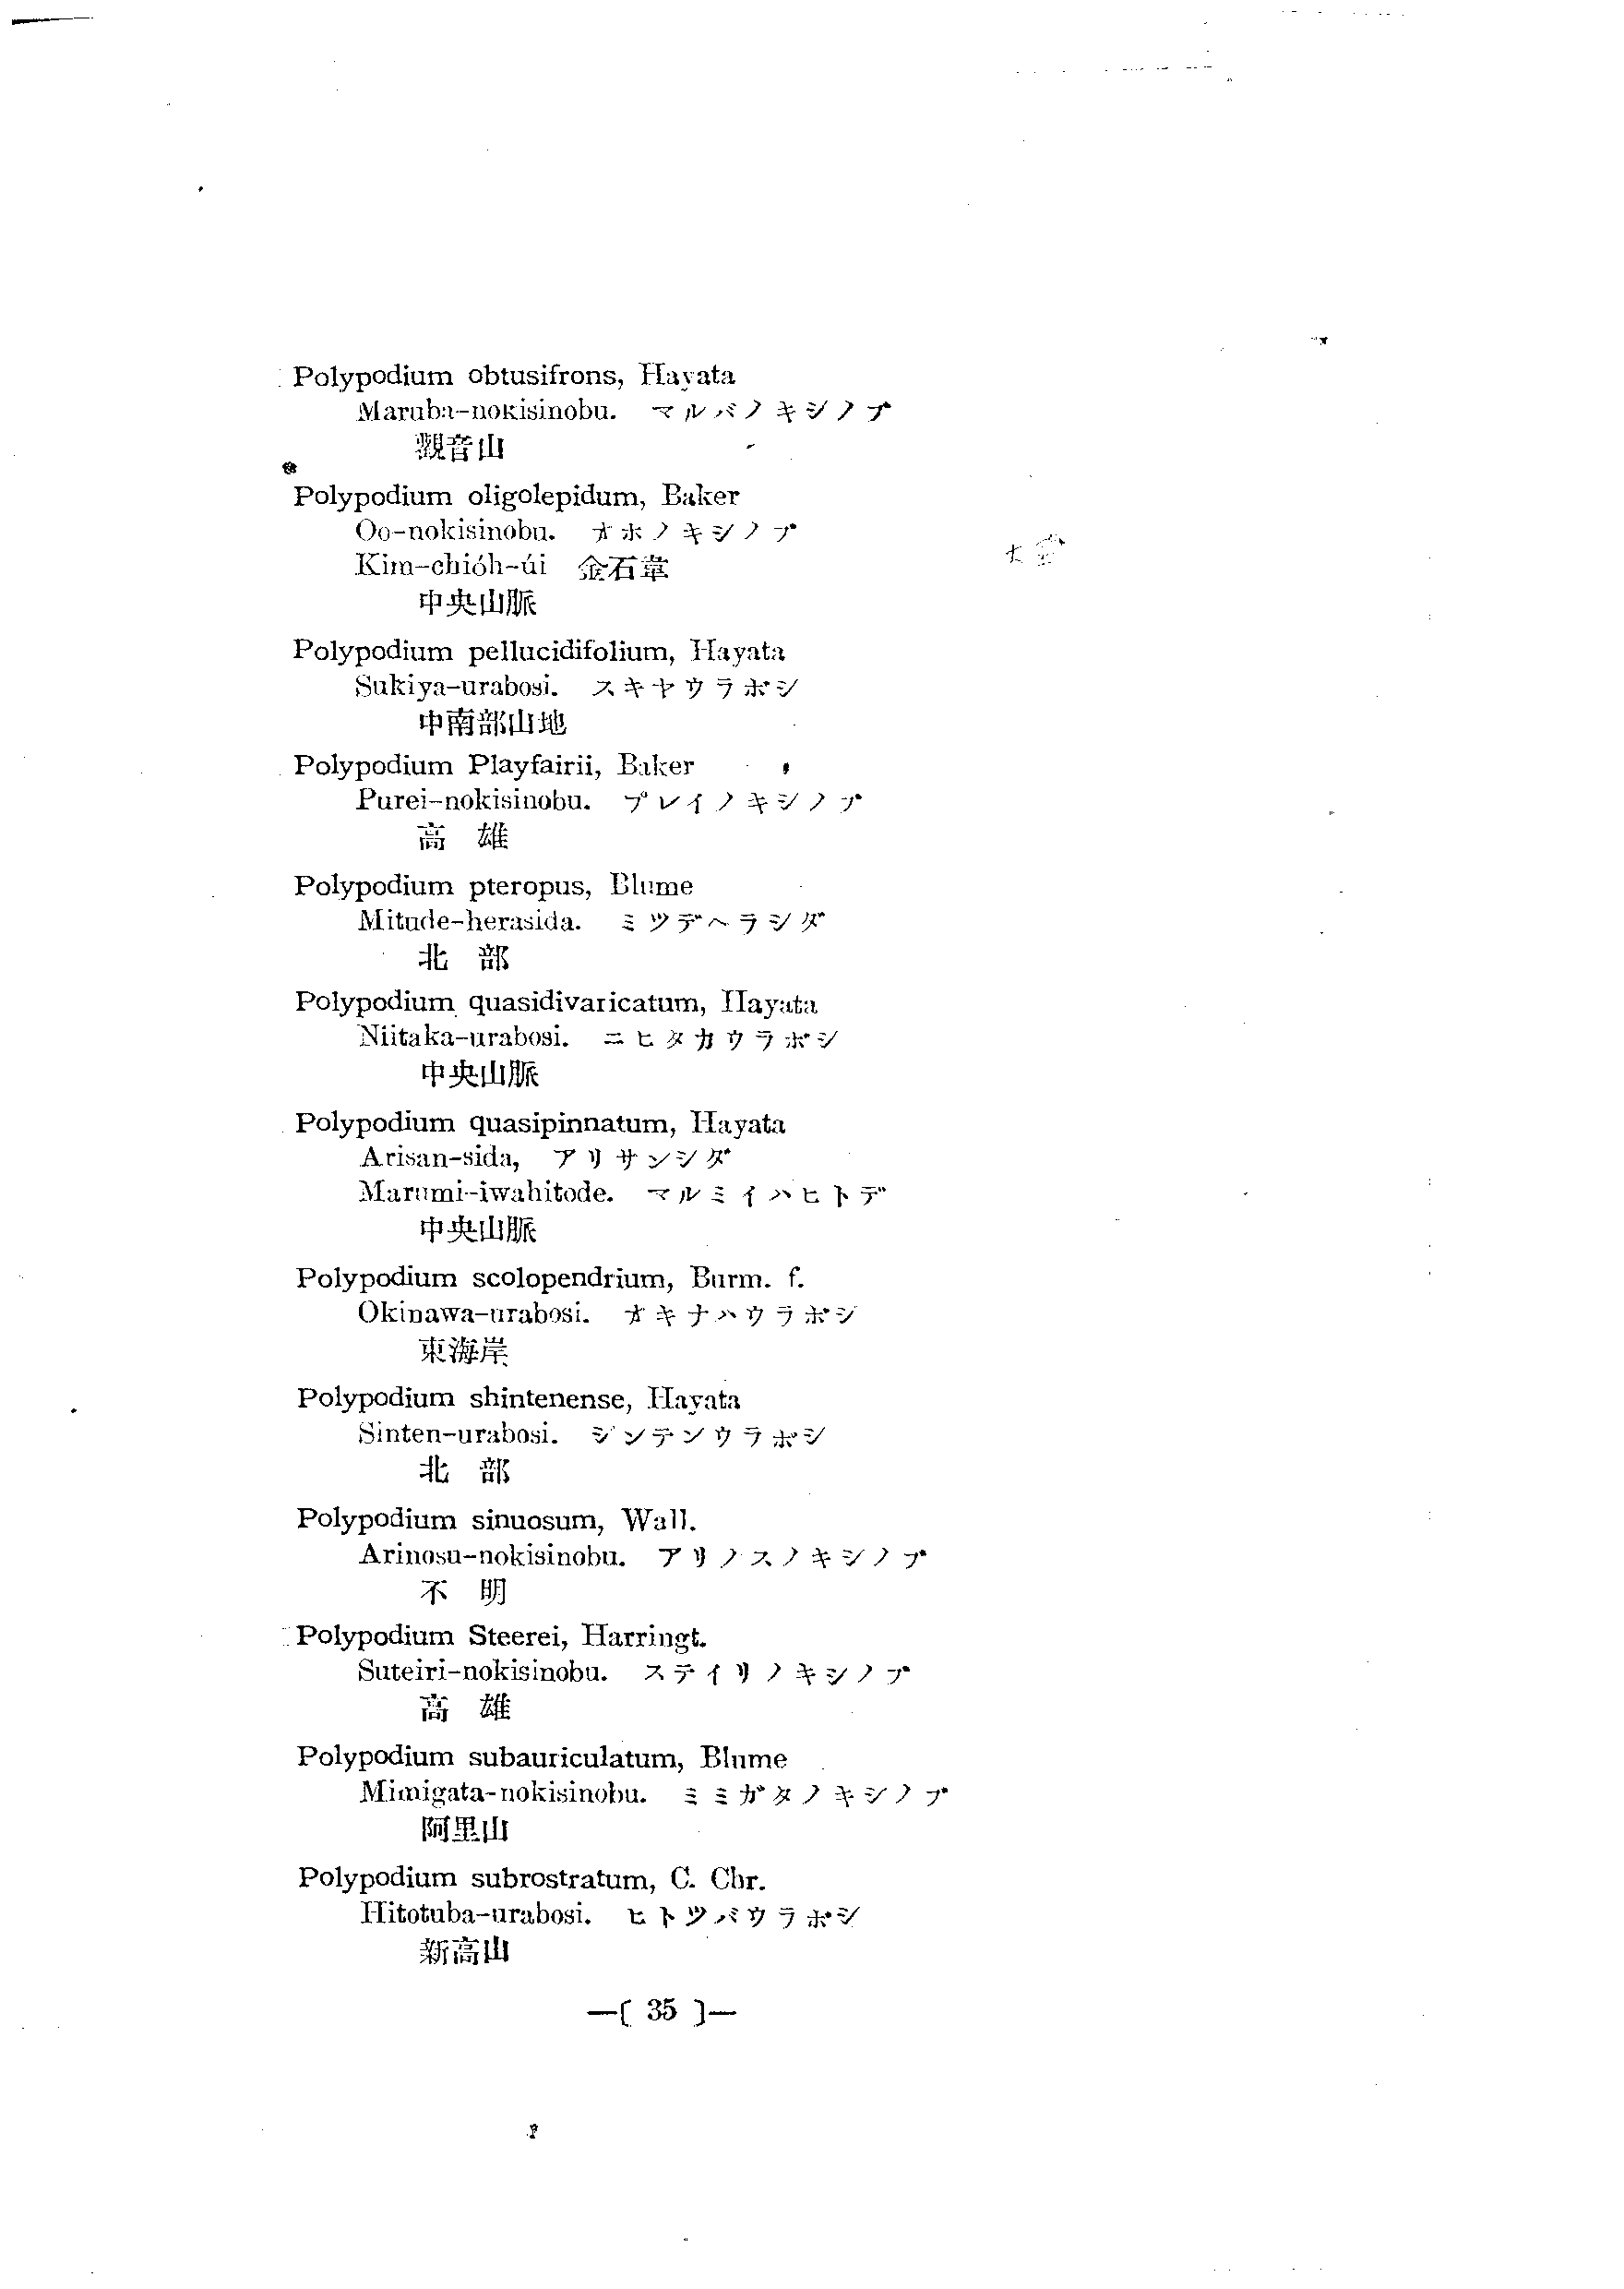 Polypodium obtusifrons, Hayata
Maruba-nokisinobu. マルバノキシノブ
觀音山
Polypodium oligolepidum, Baker
Oo-nokisinobu. オホノキシノブ
Kim-chióh-úi 金石韋
中央山脈
Polypodium pellucidifolium, Hayata
Sukiya-urabosi. スキヤウラボシ
中南部山地
Polypodium Playfairii, Baker
Purei-nokisinobu. プレイノキシノブ
高 雄
Polypodium pteropus, Blume
Mitude-herasida. ミツデヘラシダ
北 部
Polypodium quasidivaricatum, Hayata
Niitaka-urabosi. ニヒタカウラボシ
中央山脈
Polypodium quasipinnatum, Hayata
Arisan-sida, アリサンシダ
Marumi-iwahitode. マルミイハヒトデ
中央山脈
Polypodium scolopendrium, Burm. f.
Okinawa-urabosi. オキナハウラボシ
東海岸
Polypodium shintenense, Hayata
Sinten-urabosi. シンテンウラボシ
北 部
Polypodium sinuosum, Wall.
Arinosu-nokisinobu. アリノスノキシノブ
不 明
Polypodium Steerei, Harringt.
Suteiri-nokisinobu. ステイリノキシノブ
高 雄
Polypodium subauriculatum, Blume
Mimigata-nokisinobu. ミミガタノキシノブ
阿里山
Polypodium subrostratum, C. Chr.
Hitotuba-urabosi. ヒトツバウラボシ
新高山
—( 35 )—